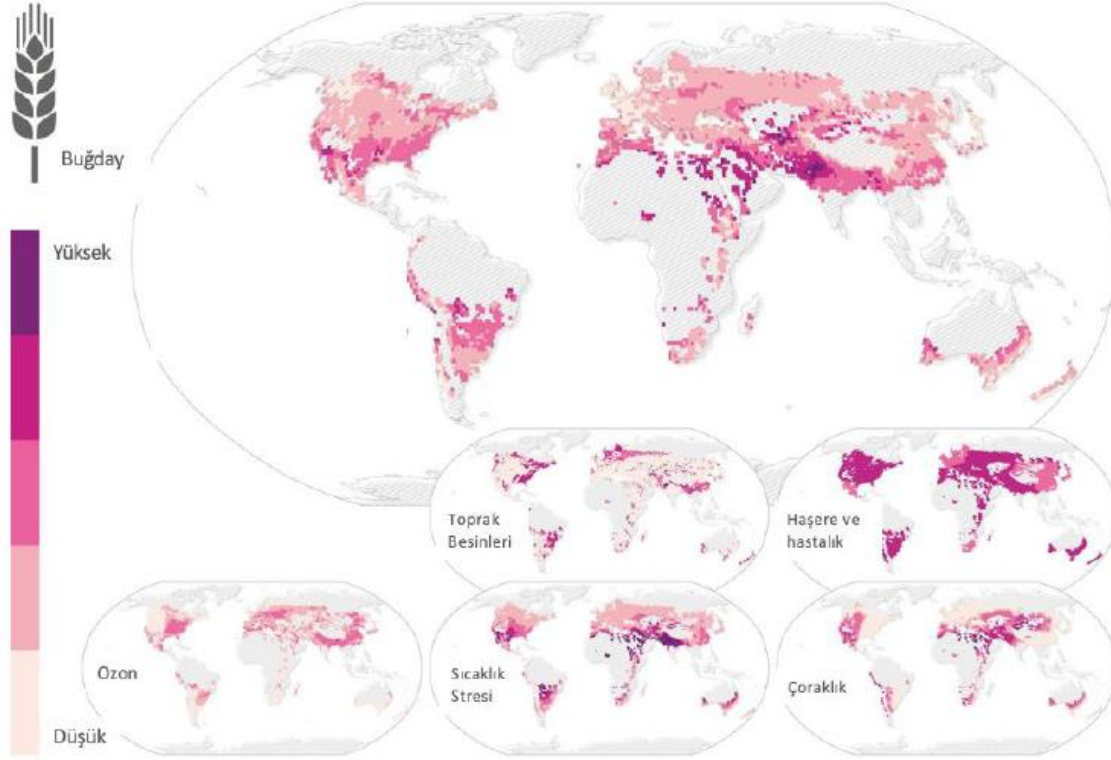 Buğday
Yüksek
Düşük
Toprak
Besinleri
Haşere ve
hastalık
Ozon
Sıcaklık
Stresi
Çoraklık